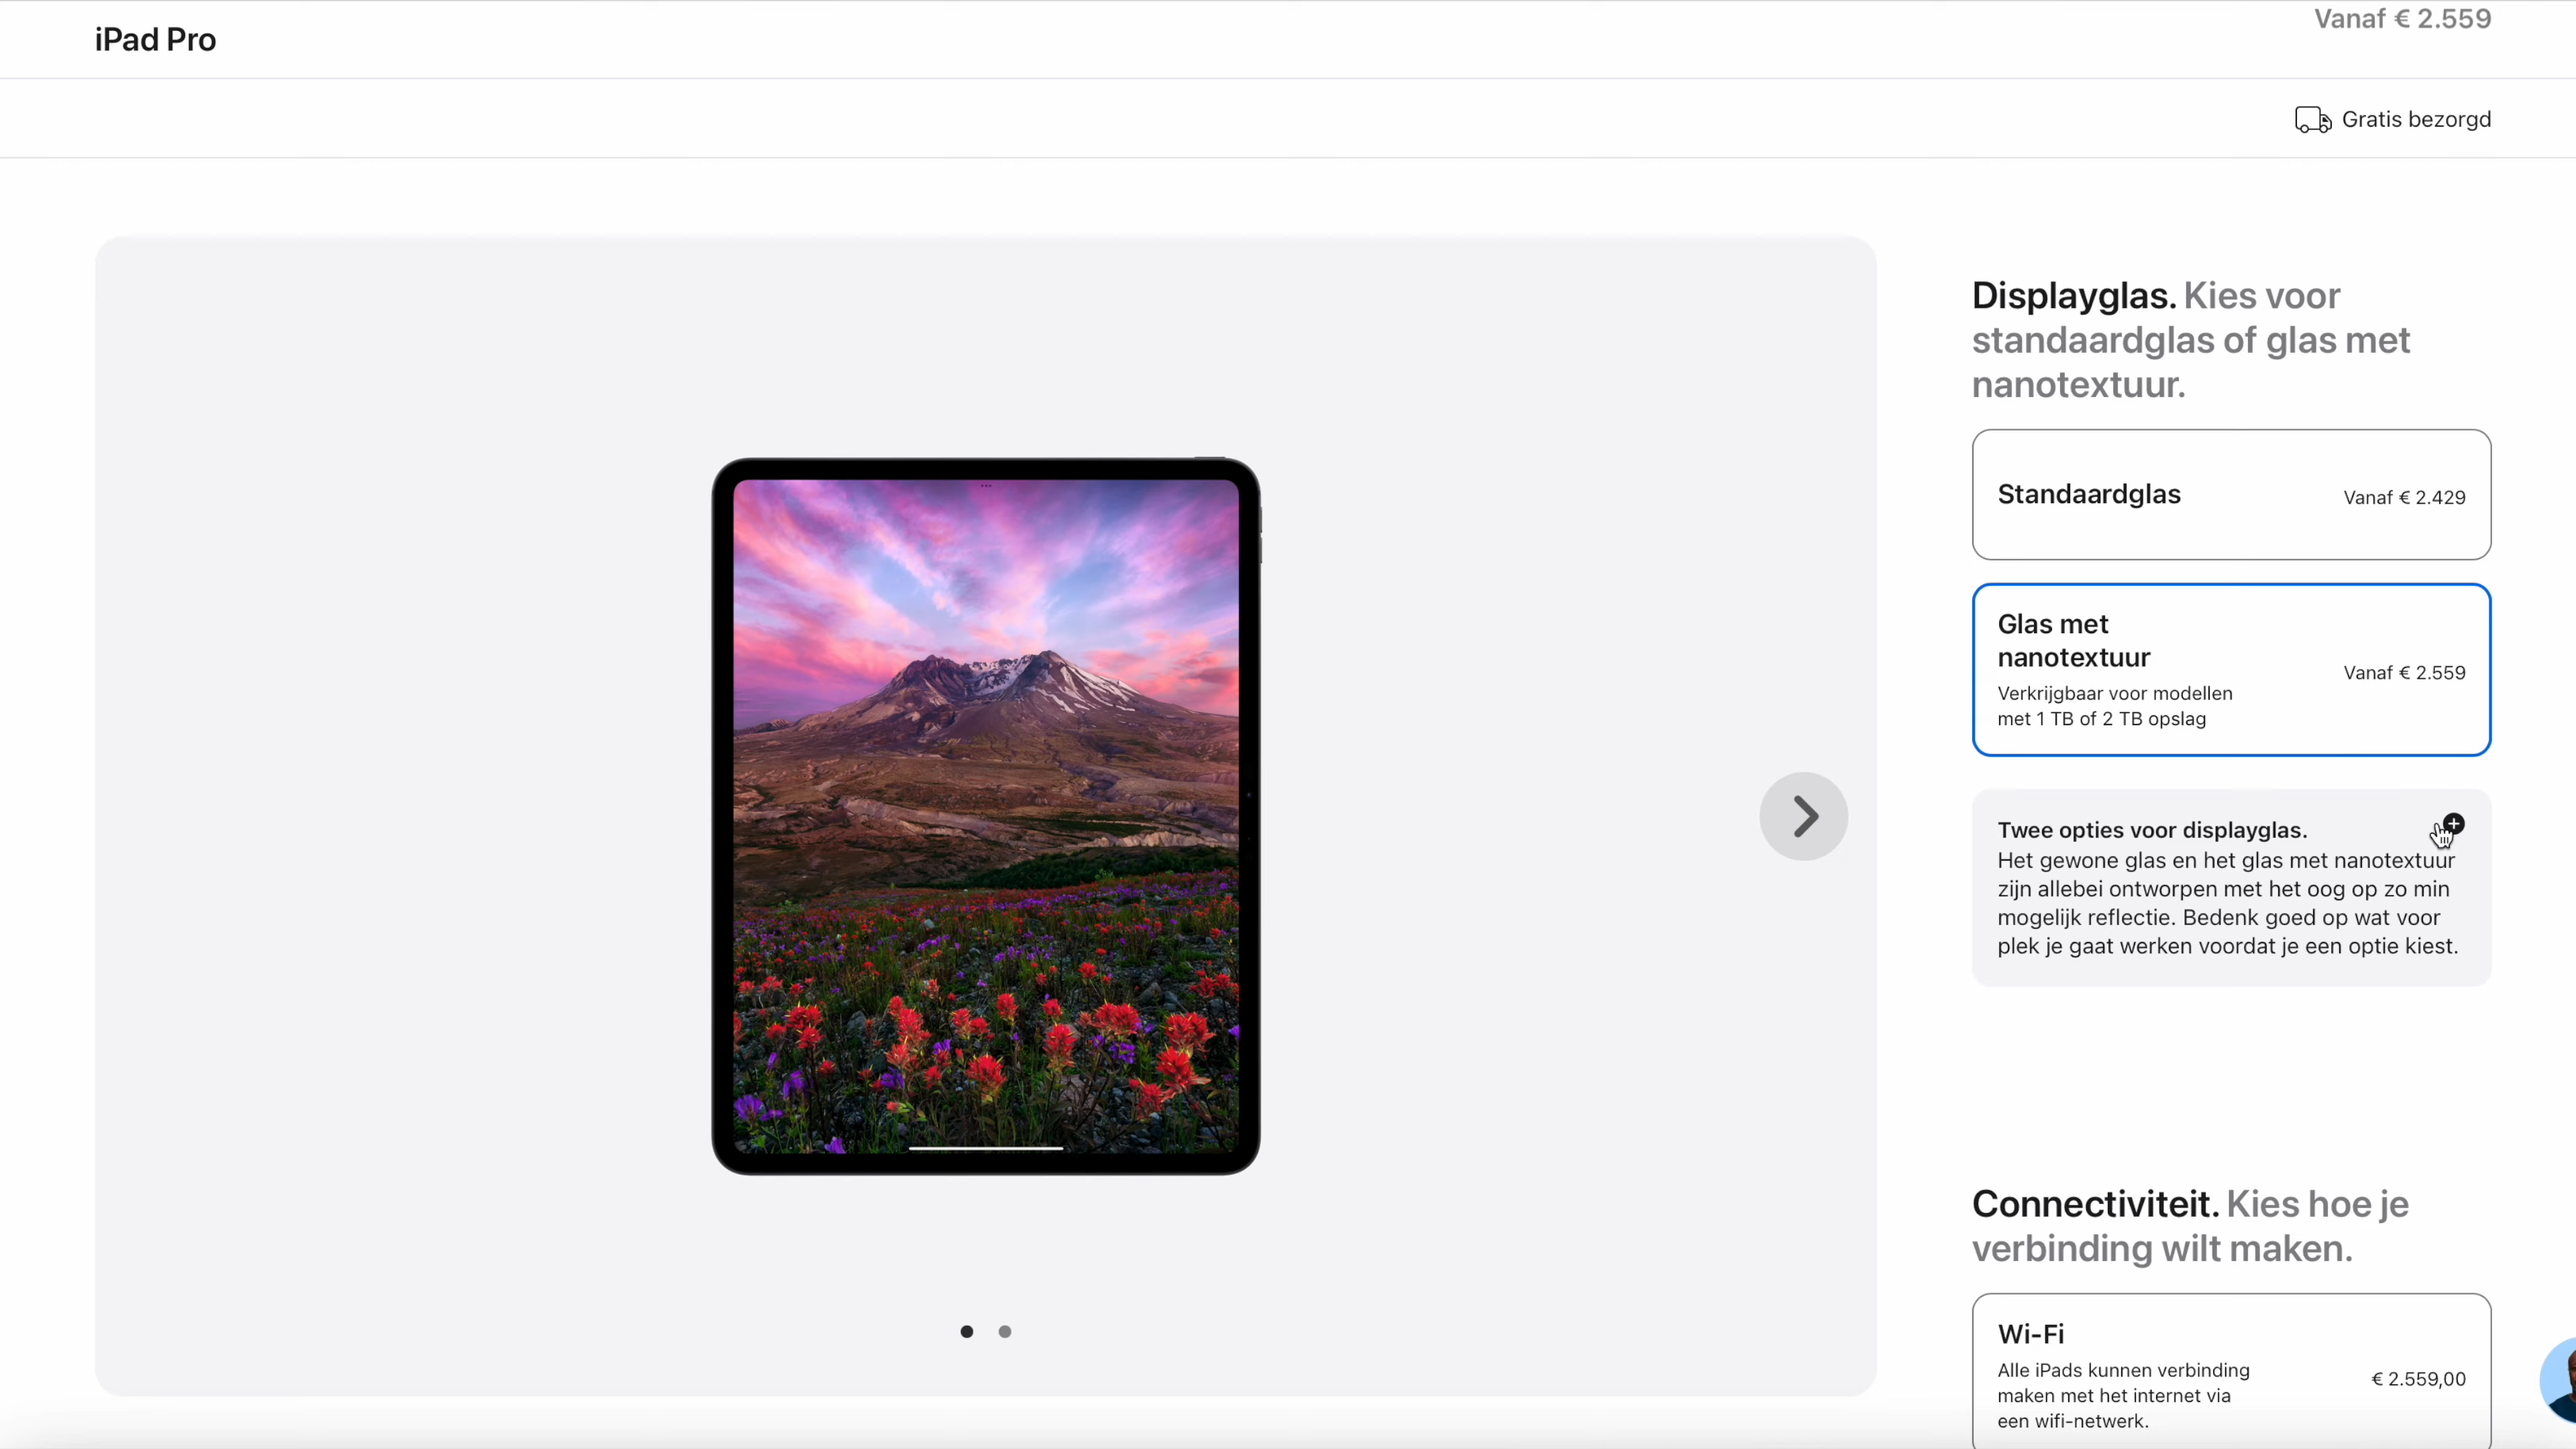 iPad Pro
Vanaf € 2.559
Gratis bezorgd
Displayglas. Kies voor
standaardglas of glas met
nanotextuur.
Standaardglas
Vanaf € 2.429
Glas met
nanotextuur
Vanaf € 2.559
Verkrijgbaar voor modellen
met 1 TB of 2 TB opslag
Twee opties voor displayglas.
Het gewone glas en het glas met nanotextuur
zijn allebei ontworpen met het oog op zo min
mogelijk reflectie. Bedenk goed op wat voor
plek je gaat werken voordat je een optie kiest.
Connectiviteit. Kies hoe je
verbinding wilt maken.
Wi-Fi
Alle iPads kunnen verbinding
maken met het internet via
een wifi-netwerk.
€ 2.559,00